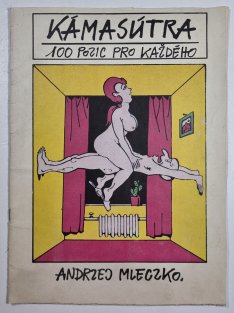 KÁMASÚTRA
100 POZIC PRO KAŽDÉHO
ANDRZEJ MLECZKO.